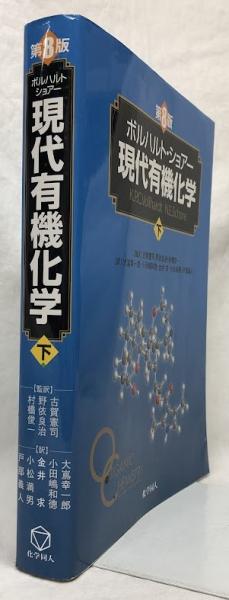 第8版
ボルハルト
ショアー
現代有機化学
下
【監訳】
古賀憲司
野依良治
村橋俊一
【訳】
大嶌幸一郎
小田嶋和徳
金井 求
小松満男
戸部義人
化学同人
第8版
ボルハルト・ショアー
現代有機化学
K.P.C.Vollhardt N.E.Schore
下
ORGANIC
CHEMISTRY
化学同人